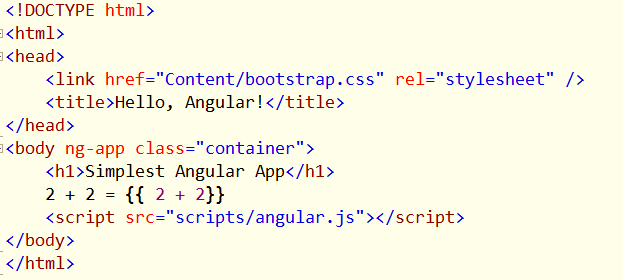 <!DOCTYPE html>
<html>
<head>
    <link href="Content/bootstrap.css" rel="stylesheet" />
    <title>Hello, Angular!</title>
</head>
<body ng-app class="container">
    <h1>Simplest Angular App</h1>
    2 + 2 = {{ 2 + 2}}
    <script src="scripts/angular.js"></script>
</body>
</html>